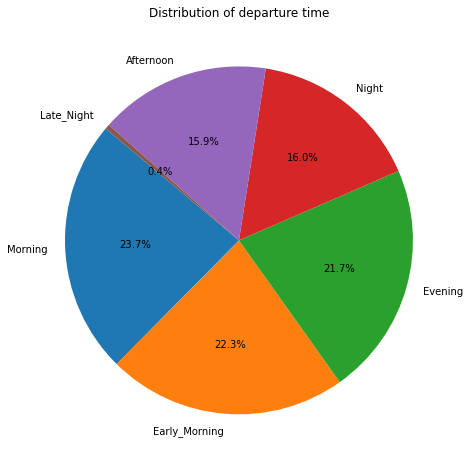 Distribution of departure time
Afternoon
Night
Late_Night
15.9%
16.0%
0.4%
Morning
23.7%
21.7%
Evening
22.3%
Early_Morning